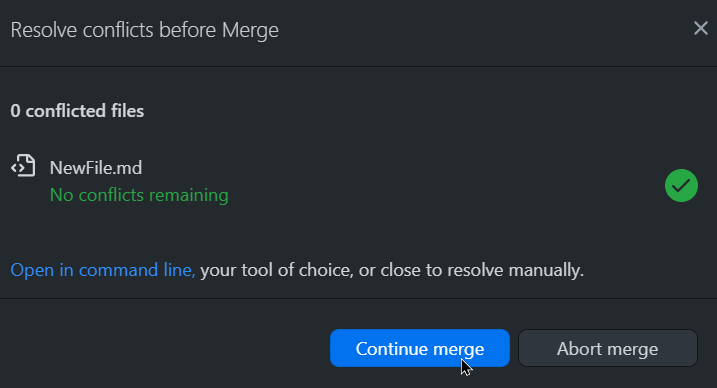 Resolve conflicts before Merge
0 conflicted files
NewFile.md
No conflicts remaining
Open in command line, your tool of choice, or close to resolve manually.
Continue merge
Abort merge